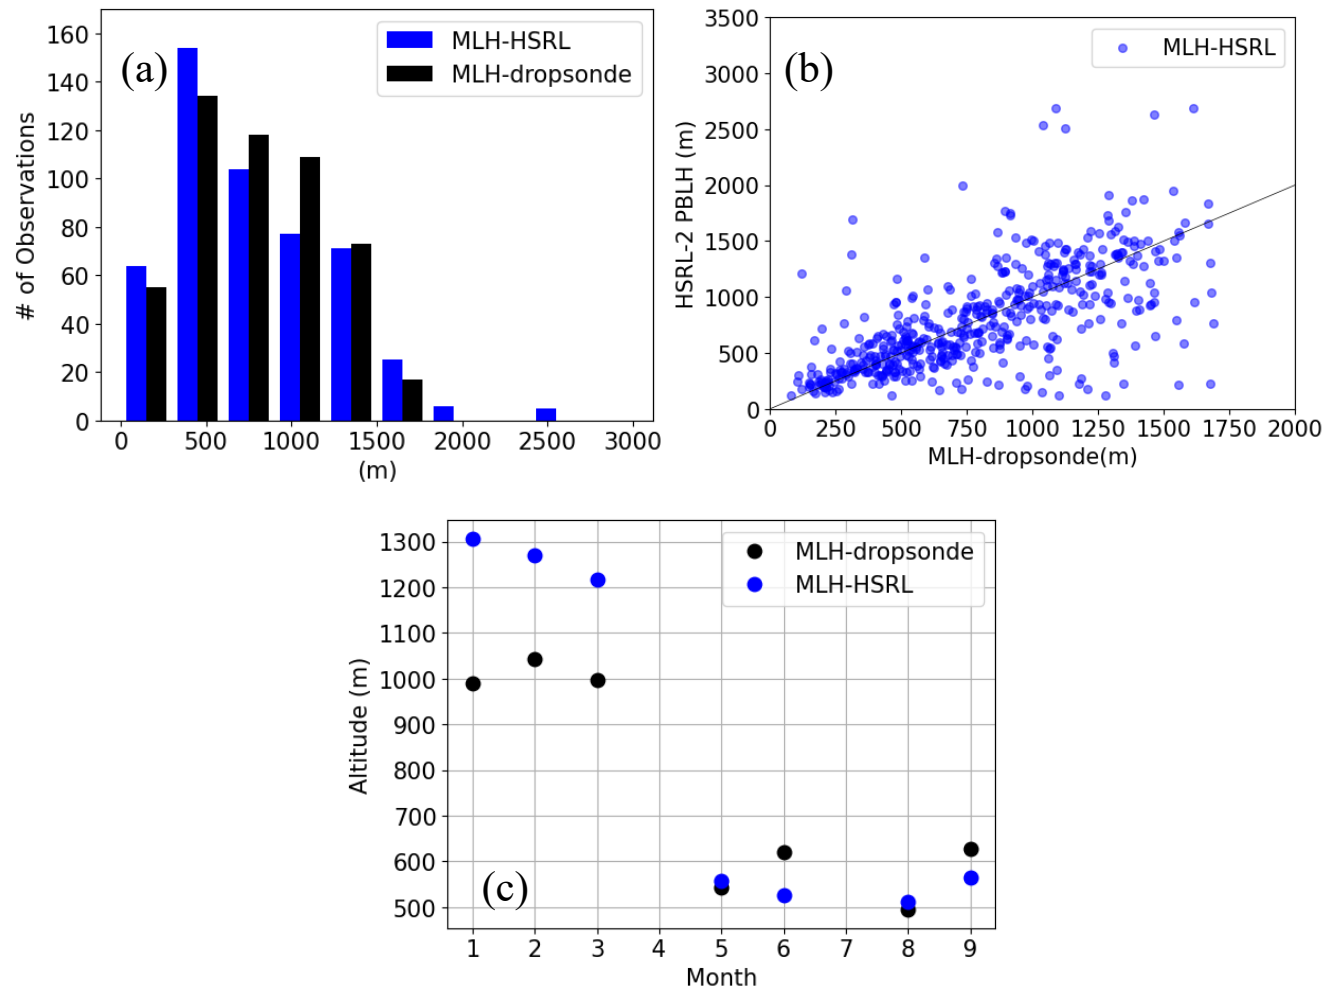 (a)
MLH-HSRL
MLH-dropsonde
# of Observations
160
140
120
100
80
60
40
20
0
0 500 1000 1500 2000 2500 3000
(m)
(b)
MLH-HSRL
HSRL-2 PBLH (m)
3500
3000
2500
2000
1500
1000
500
0
0 250 500 750 1000 1250 1500 1750 2000
MLH-dropsonde(m)
(c)
MLH-dropsonde
MLH-HSRL
Altitude (m)
1300
1200
1100
1000
900
800
700
600
500
1 2 3 4 5 6 7 8 9
Month